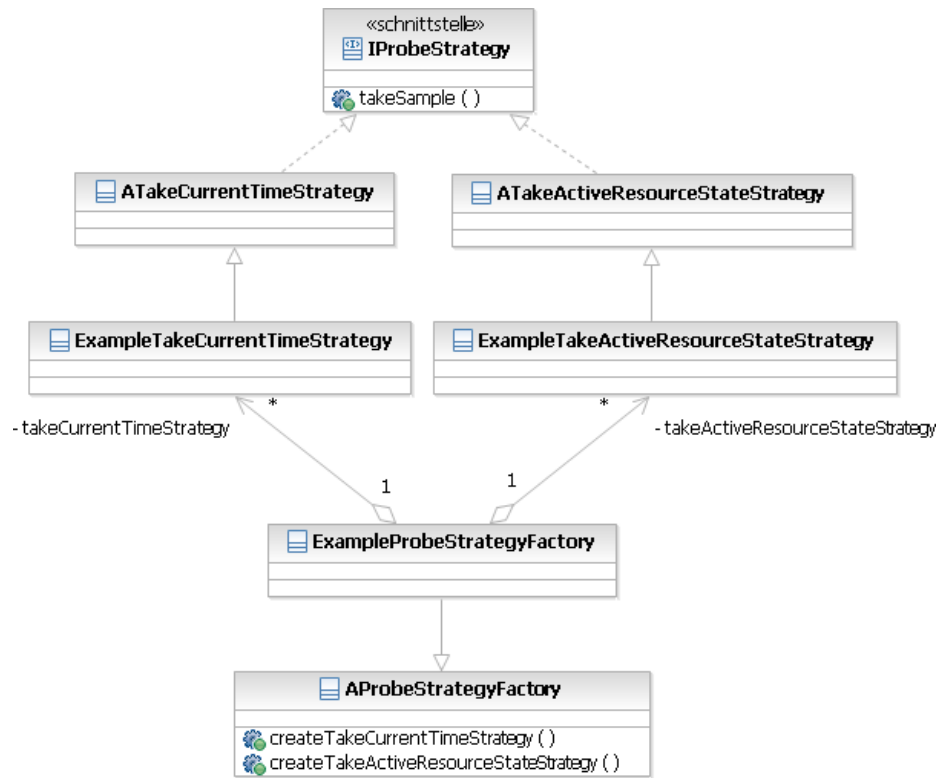 «schnittstelle»
IProbeStrategy
takeSample ( )
ATakeCurrentTimeStrategy
ATakeActiveResourceStateStrategy
ExampleTakeCurrentTimeStrategy
ExampleTakeActiveResourceStateStrategy
*
*
- takeCurrentTimeStrategy
- takeActiveResourceStateStrategy
1
1
ExampleProbeStrategyFactory
AProbeStrategyFactory
createTakeCurrentTimeStrategy ( )
createTakeActiveResourceStateStrategy ( )